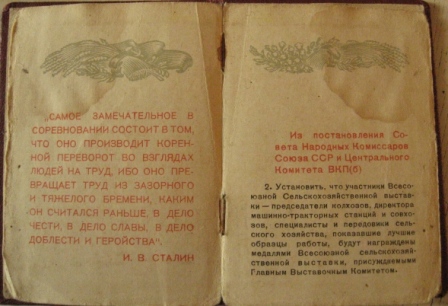 „САМОЕ ЗАМЕЧАТЕЛЬНОЕ В
СОРЕВНОВАНИИ СОСТОИТ В ТОМ,
ЧТО ОНО ПРОИЗВОДИТ КОРЕН-
НОЙ ПЕРЕВОРОТ ВО ВЗГЛЯДАХ
ЛЮДЕЙ НА ТРУД, ИБО ОНО ПРЕ-
ВРАЩАЕТ ТРУД ИЗ ЗАЗОРНОГО
И ТЯЖЕЛОГО БРЕМЕНИ, КАКИМ
ОН СЧИТАЛСЯ РАНЬШЕ, В ДЕЛО
ЧЕСТИ, В ДЕЛО СЛАВЫ, В ДЕЛО
ДОБЛЕСТИ И ГЕРОЙСТВА“.
И. В. СТАЛИН
Из постановления Со-
вета Народных Комиссаров
Союза ССР и Центрального
Комитета ВКП(б)
2. Установить, что участники Всесо-
юзной Сельскохозяйственной выстав-
ки — председатели колхозов, директора
машинно-тракторных станций и совхо-
зов, специалисты и передовики сель-
ского хозяйства, показавшие лучшие
образцы работы, будут награждены
медалями Всесоюзной сельскохозяй-
ственной выставки, присуждаемыми
Главным Выставочным Комитетом.